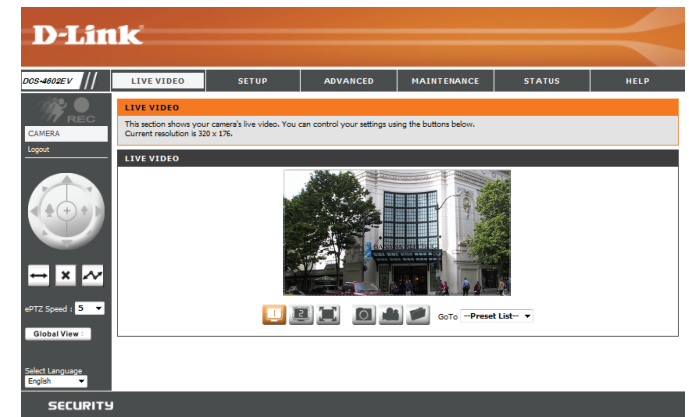 D-Link
DCS-4602EV
LIVE VIDEO
SETUP
ADVANCED
MAINTENANCE
STATUS
HELP
REC
CAMERA
Logout
ePTZ Speed : 5
Global View :
Select Language
English
LIVE VIDEO
This section shows your camera's live video. You can control your settings using the buttons below.
Current resolution is 320 x 176.
LIVE VIDEO
1
2
GoTo --Preset List--
SECURITY